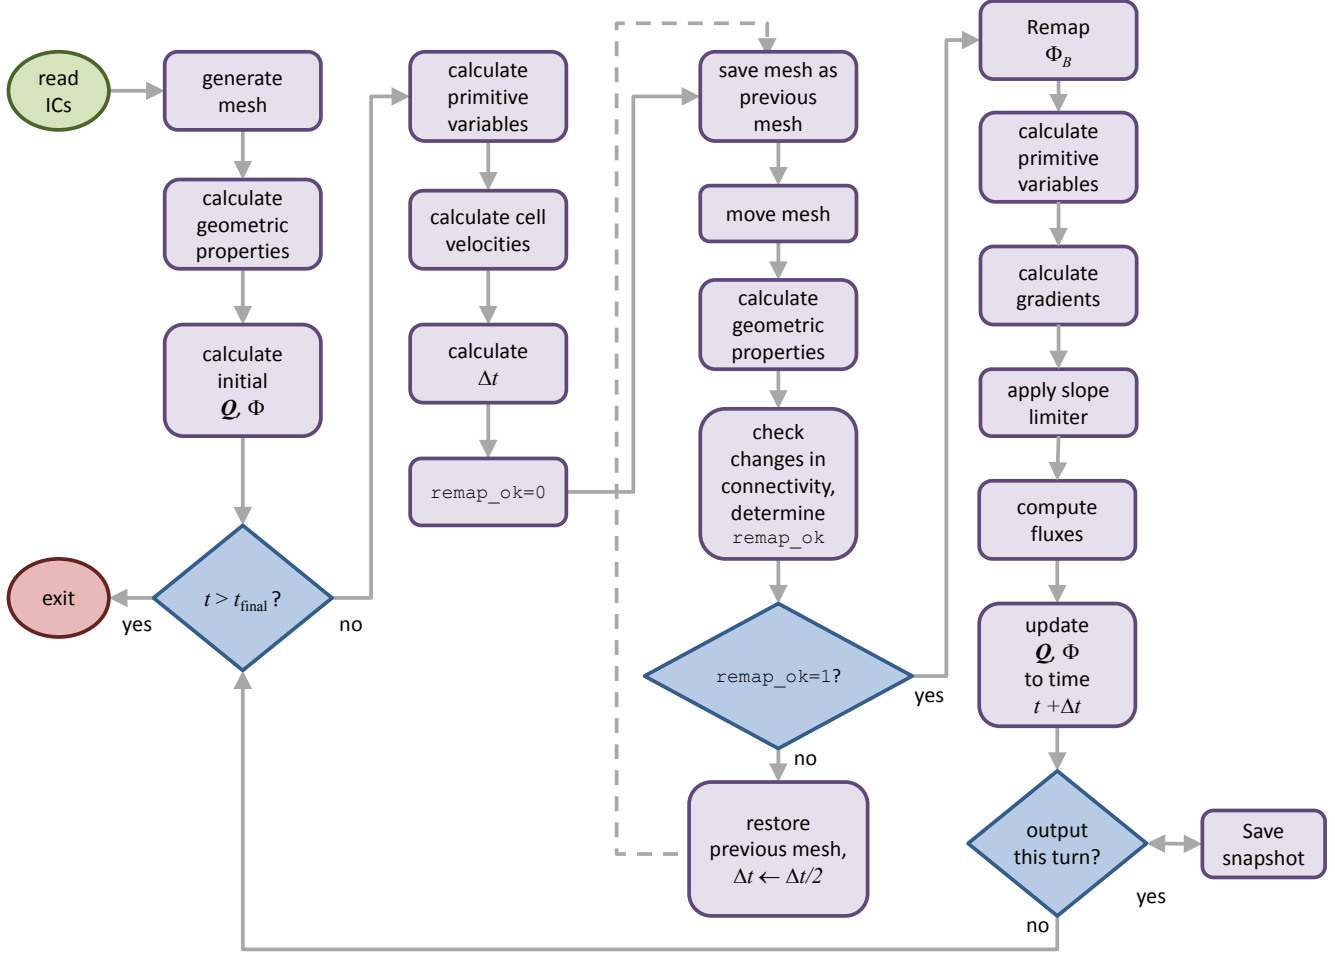 read
ICs
generate
mesh
calculate
geometric
properties
calculate
initial
Q, Φ
t > t_final ?
yes
no
exit
calculate
primitive
variables
calculate cell
velocities
calculate
Δt
remap_ok=0
save mesh as
previous
mesh
move mesh
calculate
geometric
properties
check
changes in
connectivity,
determine
remap_ok
remap_ok=1?
yes
no
restore
previous mesh,
Δt ← Δt/2
Remap
Φ_B
calculate
primitive
variables
calculate
gradients
apply slope
limiter
compute
fluxes
update
Q, Φ
to time
t +Δt
output
this turn?
yes
no
Save
snapshot